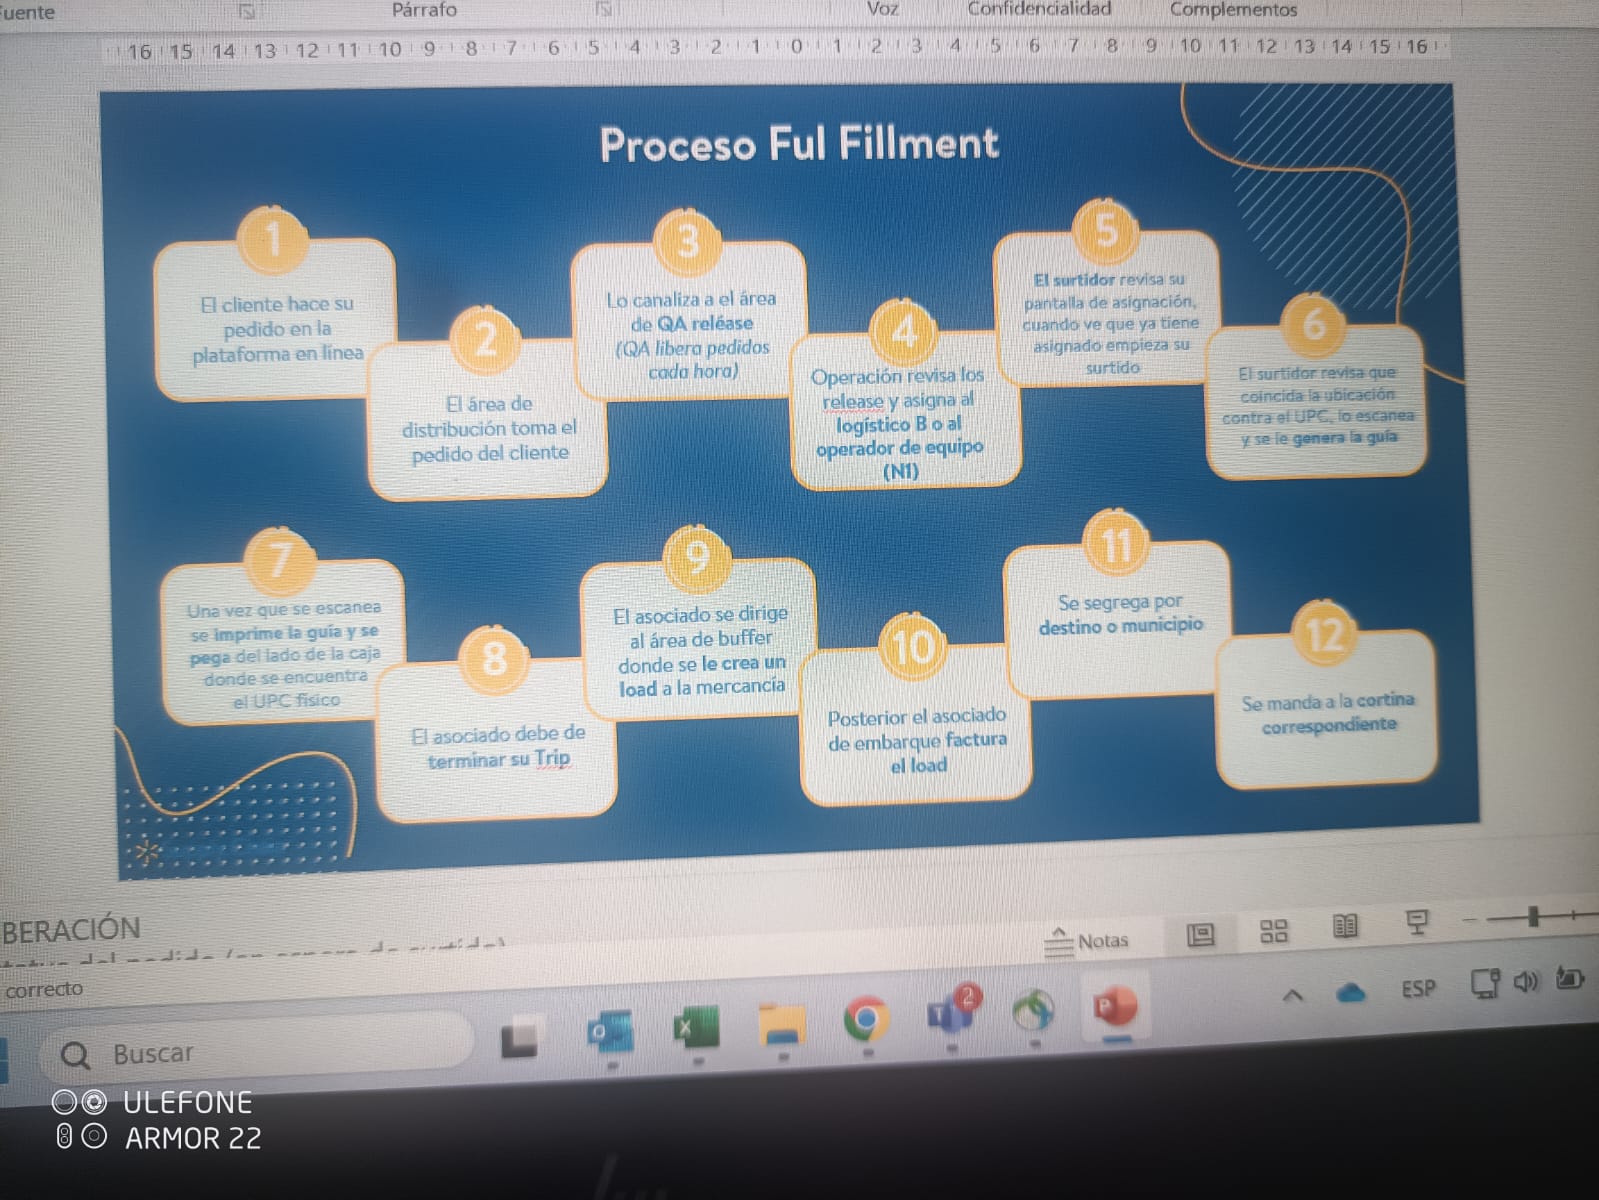 uente
Párrafo
Voz
Confidencialidad
Complementos
16 15 14 13 12 11 10 9 8 7 6 5 4 3 2 1 0 1 2 3 4 5 6 7 8 9 10 11 12 13 14 15 16
Proceso Ful Fillment
1
El cliente hace su
pedido en la
plataforma en línea
2
El área de
distribución toma el
pedido del cliente
3
Lo canaliza a el área
de QA reléase
(QA libera pedidos
cada hora)
4
Operación revisa los
release y asigna al
logístico B o al
operador de equipo
(N1)
5
El surtidor revisa su
pantalla de asignación,
cuando ve que ya tiene
asignado empieza su
surtido
6
El surtidor revisa que
coincida la ubicación
contra el UPC, lo escanea
y se le genera la guía
7
Una vez que se escanea
se imprime la guía y se
pega del lado de la caja
donde se encuentra
el UPC físico
8
El asociado debe de
terminar su Trip
9
El asociado se dirige
al área de buffer
donde se le crea un
load a la mercancía
10
Posterior el asociado
de embarque factura
el load
11
Se segrega por
destino o municipio
12
Se manda a la cortina
correspondiente
BERACIÓN
del pedido
Notas
correcto
Buscar
2
ESP
ULEFONE
ARMOR 22